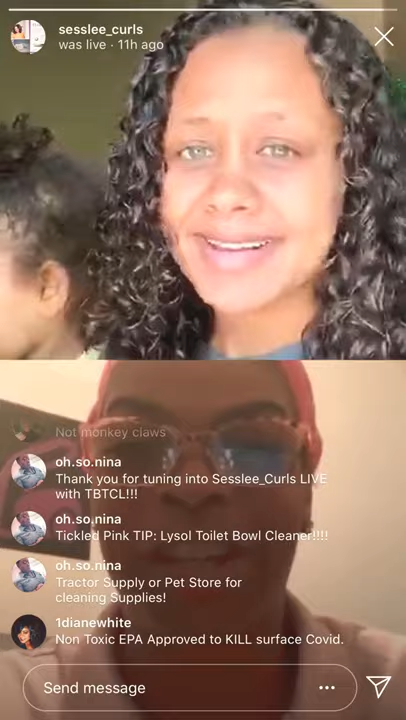 sesslee_curls
was live · 11h ago
Not monkey claws
oh.so.nina
Thank you for tuning into Sesslee_Curls LIVE
with TBTCL!!!
oh.so.nina
Tickled Pink TIP: Lysol Toilet Bowl Cleaner!!!!
oh.so.nina
Tractor Supply or Pet Store for
cleaning Supplies!
1dianewhite
Non Toxic EPA Approved to KILL surface Covid.
Send message